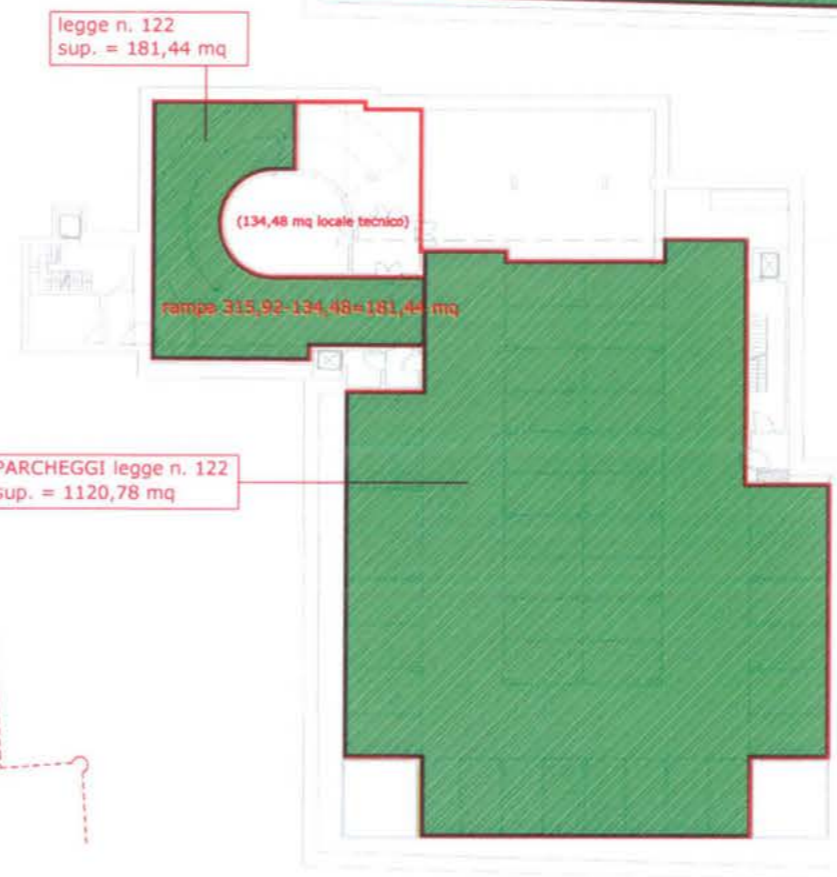 legge n. 122
sup. = 181,44 mq
(134,48 mq locale tecnico)
rampa 315,92-134,48=181,44 mq
PARCHEGGI legge n. 122
sup. = 1120,78 mq